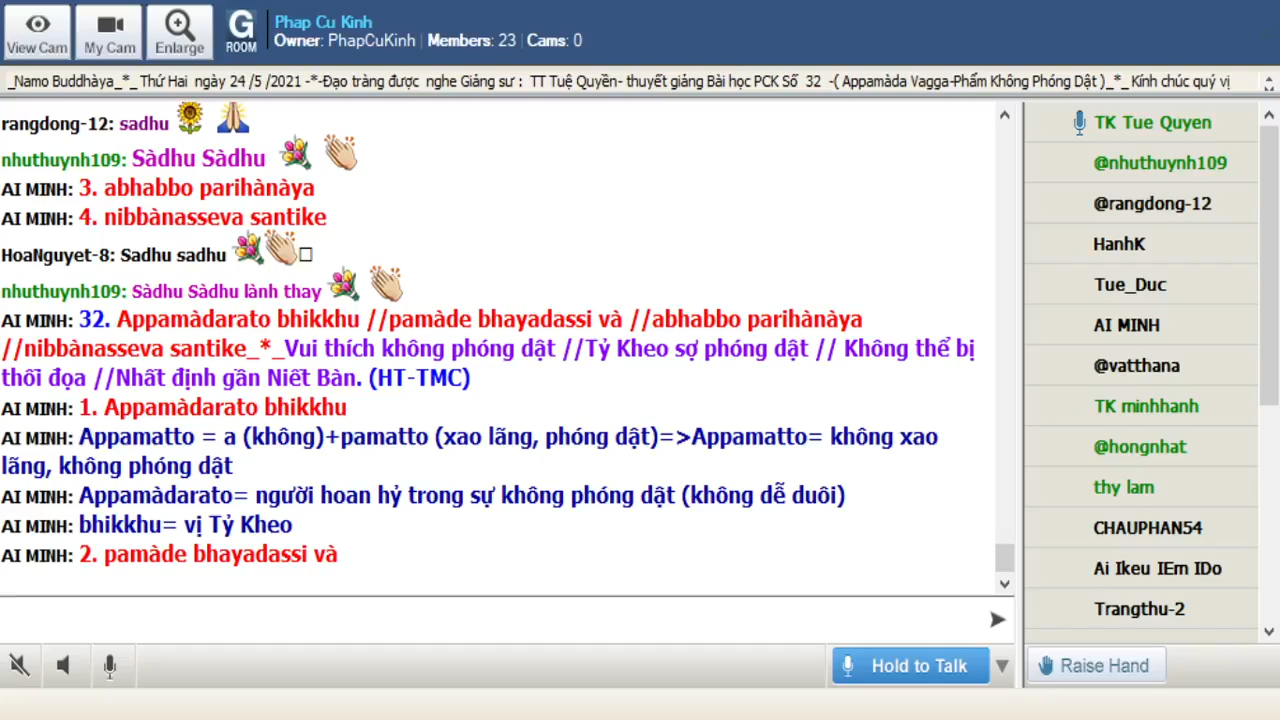 View Cam
My Cam
Enlarge
G
ROOM
Phap Cu Kinh
Owner: PhapCuKinh | Members: 23 | Cams: 0
_Namo Buddhàya_*_ Thứ Hai ngày 24 /5 /2021 -*-Đạo tràng được nghe Giảng sư : TT Tuệ Quyền- thuyết giảng Bài học PCK Số 32 -( Appamàda Vagga-Phẩm Không Phóng Dật )_*_ Kính chúc quý vị
rangdong-12: sadhu
nhuthuynh109: Sàdhu Sàdhu
AI MINH: 3. abhabbo parihànàya
AI MINH: 4. nibbànasseva santike
HoaNguyet-8: Sadhu sadhu
nhuthuynh109: Sàdhu Sàdhu lành thay
AI MINH: 32. Appamàdarato bhikkhu //pamàde bhayadassi và //abhabbo parihànàya
//nibbànasseva santike_*_Vui thích không phóng dật //Tỷ Kheo sợ phóng dật // Không thể bị
thối đọa //Nhất định gần Niết Bàn. (HT-TMC)
AI MINH: 1. Appamàdarato bhikkhu
AI MINH: Appamatto = a (không)+pamatto (xao lãng, phóng dật)=>Appamatto= không xao
lãng, không phóng dật
AI MINH: Appamàdarato= người hoan hỷ trong sự không phóng dật (không dễ duôi)
AI MINH: bhikkhu= vị Tỷ Kheo
AI MINH: 2. pamàde bhayadassi và
TK Tue Quyen
@nhuthuynh109
@rangdong-12
HanhK
Tue_Duc
AI MINH
@vatthana
TK minhhanh
@hongnhat
thy lam
CHAUPHAN54
Ai Ikeu IEm IDo
Trangthu-2
Hold to Talk
Raise Hand